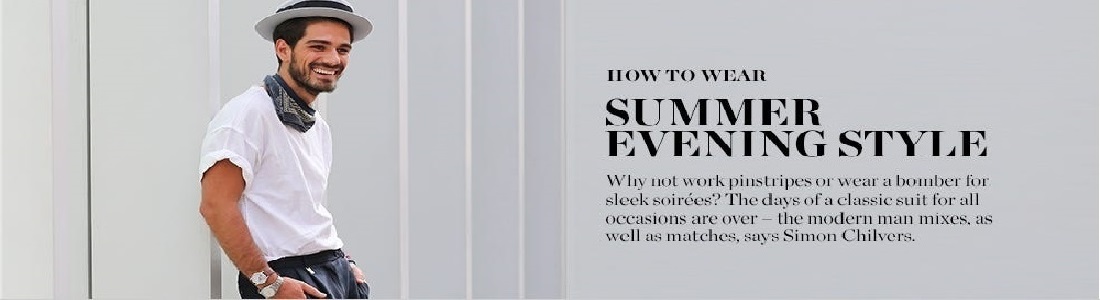 HOW TO WEAR
SUMMER
EVENING STYLE
Why not work pinstripes or wear a bomber for
sleek soirées? The days of a classic suit for all
occasions are over – the modern man mixes, as
well as matches, says Simon Chilvers.